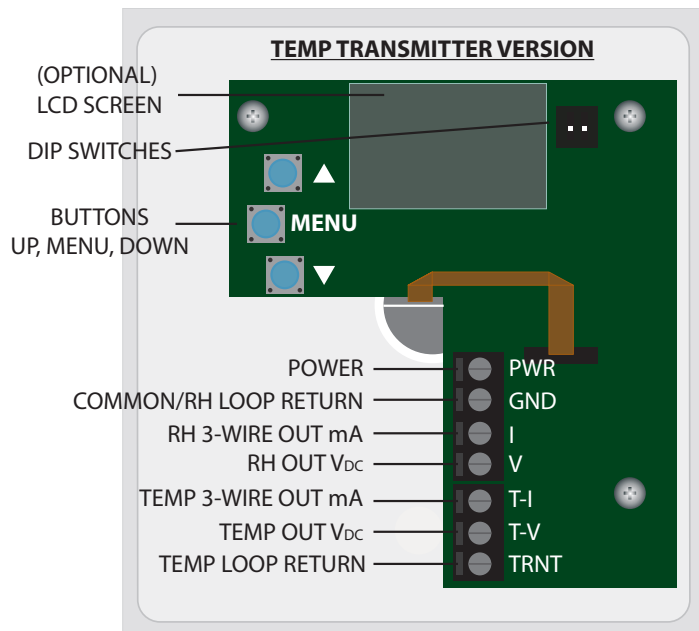 TEMP TRANSMITTER VERSION
(OPTIONAL)
LCD SCREEN
DIP SWITCHES
BUTTONS
UP, MENU, DOWN
MENU
POWER
PWR
COMMON/RH LOOP RETURN
GND
RH 3-WIRE OUT mA
I
RH OUT VDC
V
TEMP 3-WIRE OUT mA
T-I
TEMP OUT VDC
T-V
TEMP LOOP RETURN
TRNT